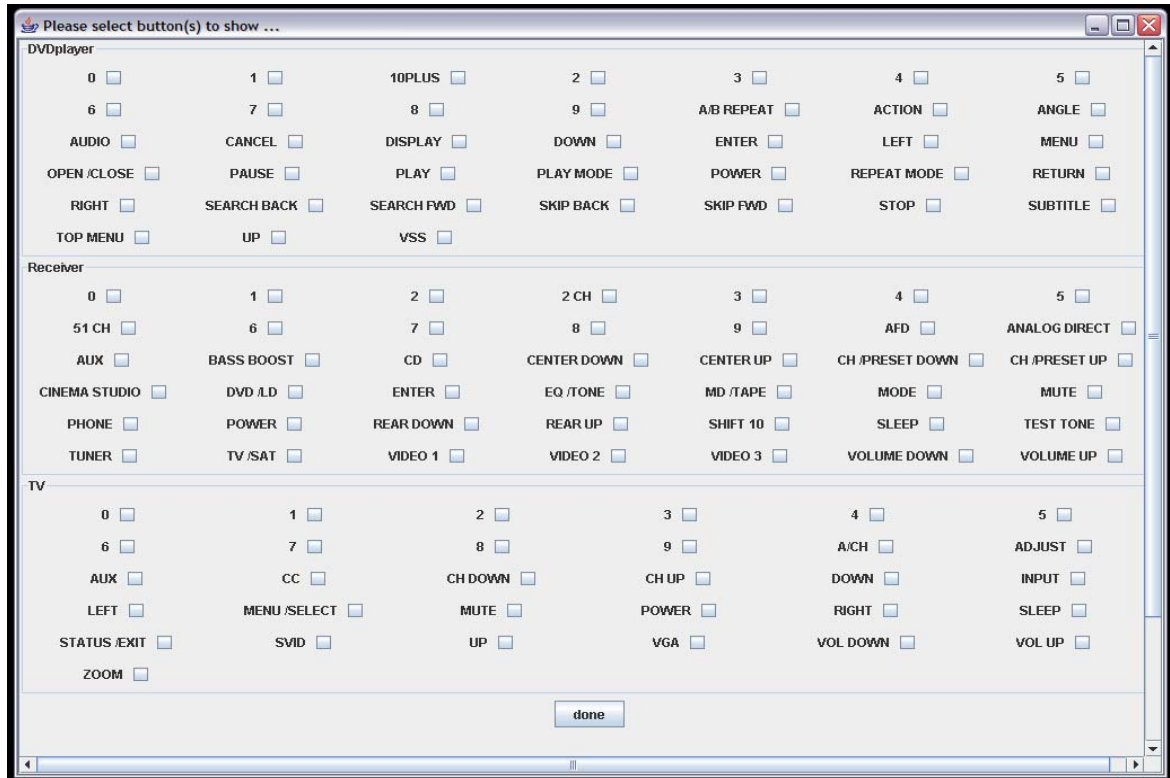 Please select button(s) to show ...
DVDplayer
0 1 10PLUS 2 3 4 5
6 7 8 9 A/B REPEAT ACTION ANGLE
AUDIO CANCEL DISPLAY DOWN ENTER LEFT MENU
OPEN /CLOSE PAUSE PLAY PLAY MODE POWER REPEAT MODE RETURN
RIGHT SEARCH BACK SEARCH FWD SKIP BACK SKIP FWD STOP SUBTITLE
TOP MENU UP VSS
Receiver
0 1 2 2 CH 3 4 5
51 CH 6 7 8 9 AFD ANALOG DIRECT
AUX BASS BOOST CD CENTER DOWN CENTER UP CH /PRESET DOWN CH /PRESET UP
CINEMA STUDIO DVD /LD ENTER EQ /TONE MD /TAPE MODE MUTE
PHONE POWER REAR DOWN REAR UP SHIFT 10 SLEEP TEST TONE
TUNER TV /SAT VIDEO 1 VIDEO 2 VIDEO 3 VOLUME DOWN VOLUME UP
TV
0 1 2 3 4 5
6 7 8 9 A/CH ADJUST
AUX CC CH DOWN CH UP DOWN INPUT
LEFT MENU /SELECT MUTE POWER RIGHT SLEEP
STATUS /EXIT SVID UP VGA VOL DOWN VOL UP
ZOOM
done